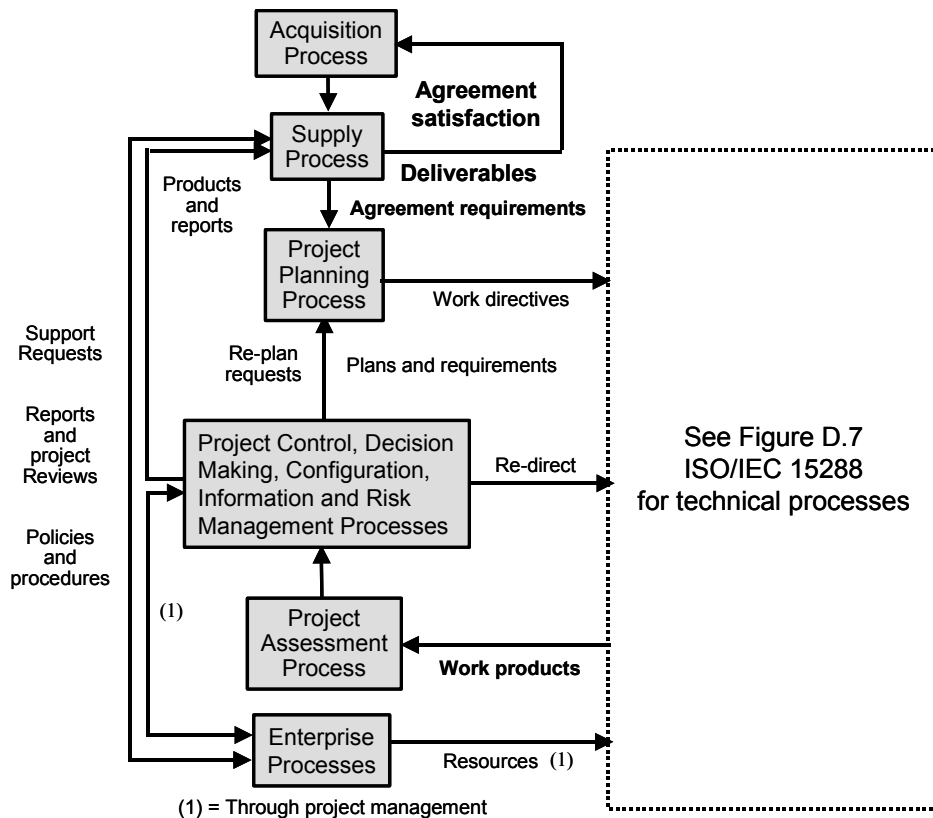 Acquisition
Process
Agreement
satisfaction
Supply
Process
Deliverables
Products
and
reports
Agreement requirements
Project
Planning
Process
Work directives
Support
Requests
Re-plan
requests
Plans and requirements
Reports
and
project
Reviews
Project Control, Decision
Making, Configuration,
Information and Risk
Management Processes
Re-direct
See Figure D.7
ISO/IEC 15288
for technical processes
Policies
and
procedures
(1)
Project
Assessment
Process
Work products
Enterprise
Processes
Resources (1)
(1) = Through project management